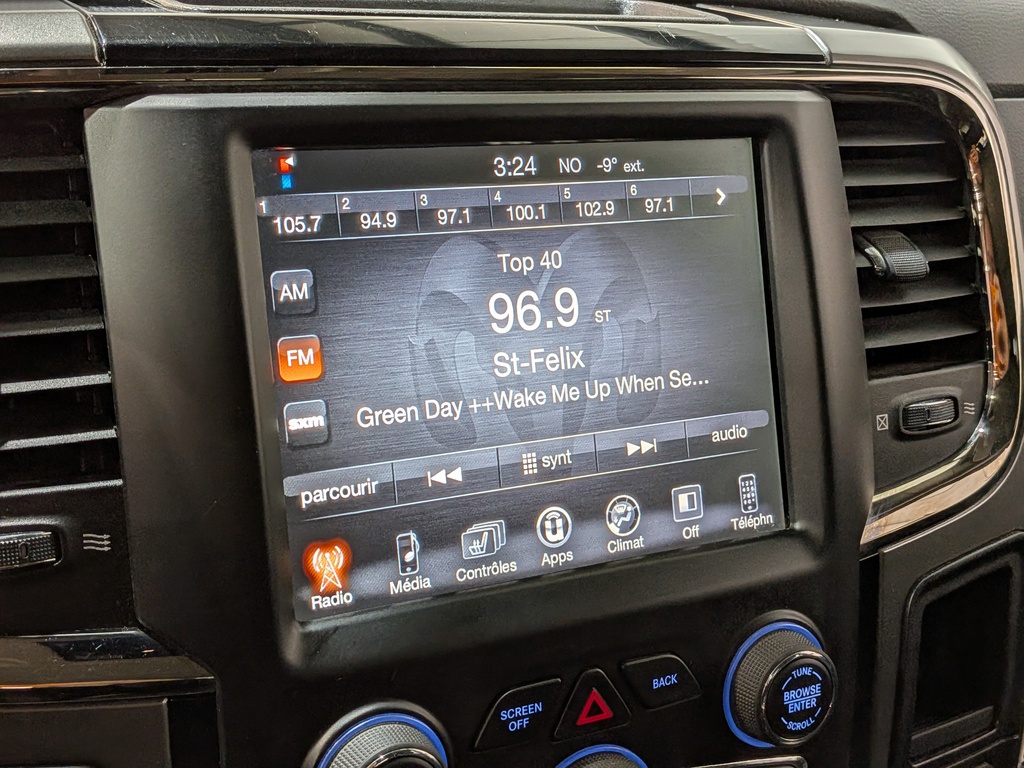 3:24 NO -9° ext.
1 105.7 2 94.9 3 97.1 4 100.1 5 102.9 6 97.1
Top 40
AM
96.9 ST
FM
St-Felix
Green Day ++Wake Me Up When Se...
sxm
parcourir synt audio
Radio Média Contrôles Apps Climat Off Téléphn
SCREEN OFF
BACK
TUNE
BROWSE
ENTER
SCROLL